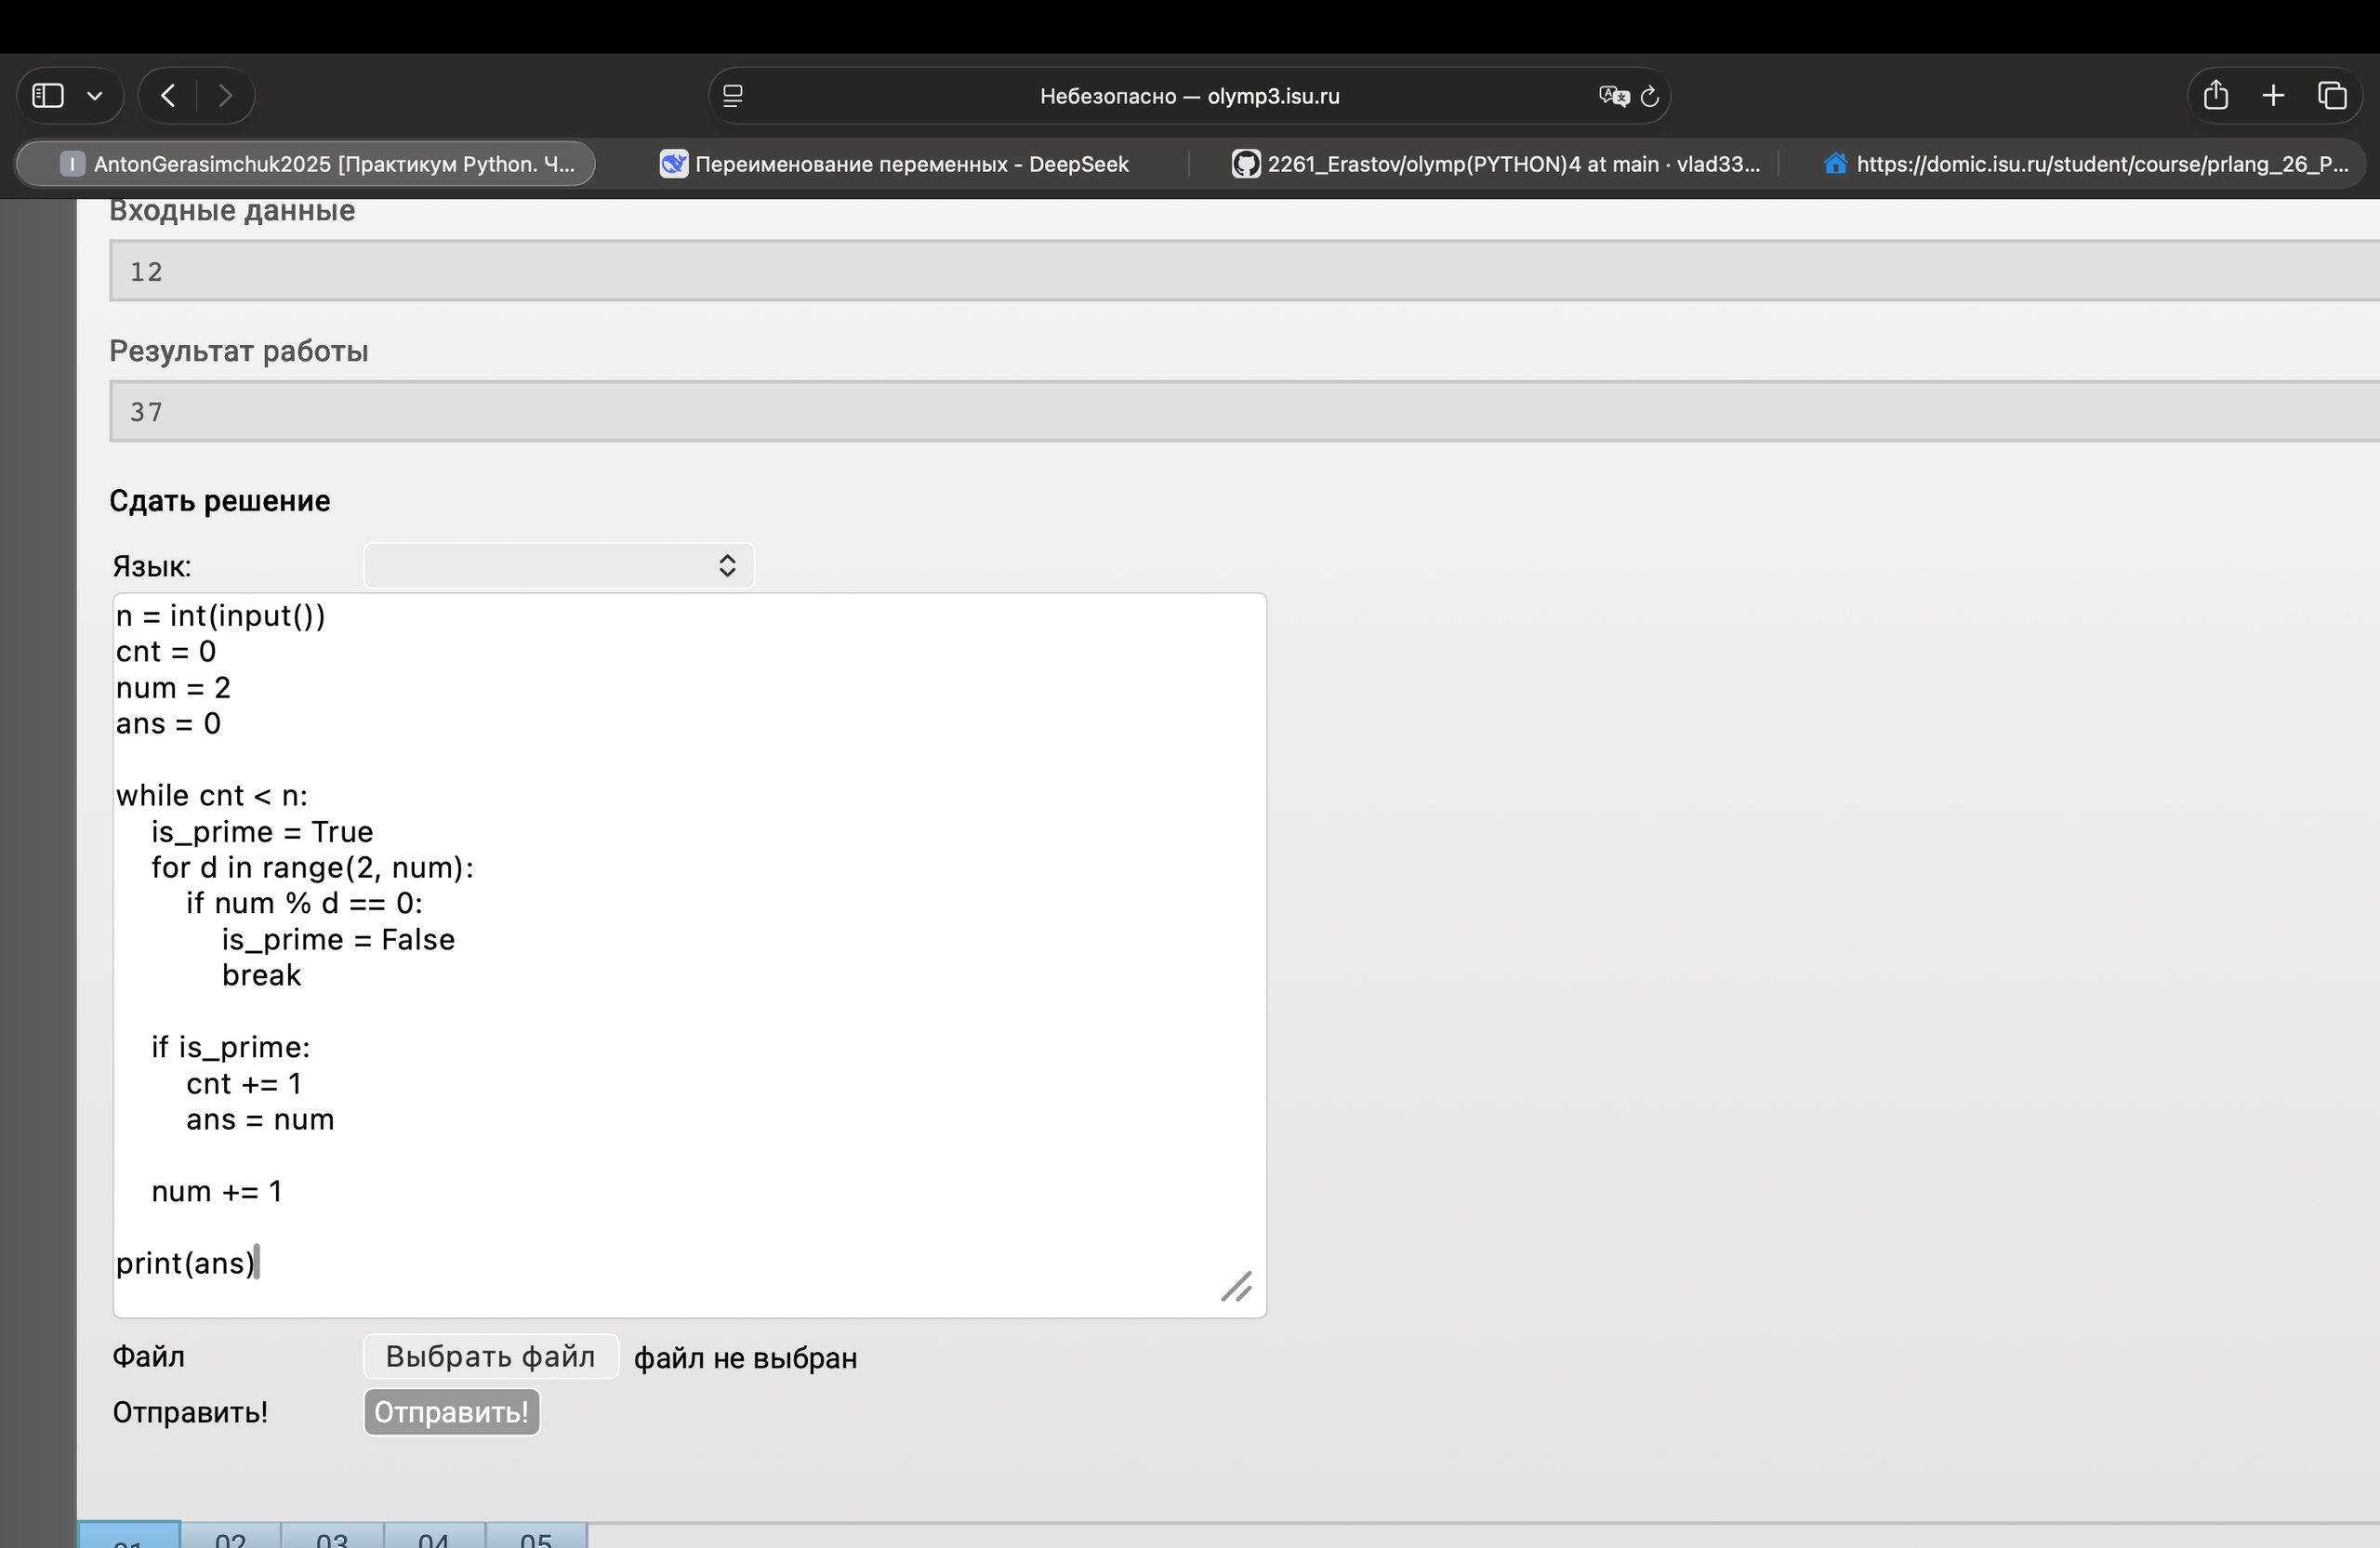 Небезопасно — olymp3.isu.ru
I AntonGerasimchuk2025 [Практикум Python. Ч...
Переименование переменных - DeepSeek
2261_Erastov/olymp(PYTHON)4 at main · vlad33...
https://domic.isu.ru/student/course/prlang_26_P...
Входные данные
12
Результат работы
37
Сдать решение
Язык:
n = int(input())
cnt = 0
num = 2
ans = 0
while cnt < n:
is_prime = True
for d in range(2, num):
if num % d == 0:
is_prime = False
break
if is_prime:
cnt += 1
ans = num
num += 1
print(ans)
Файл Выбрать файл файл не выбран
Отправить! Отправить!
01 02 03 04 05